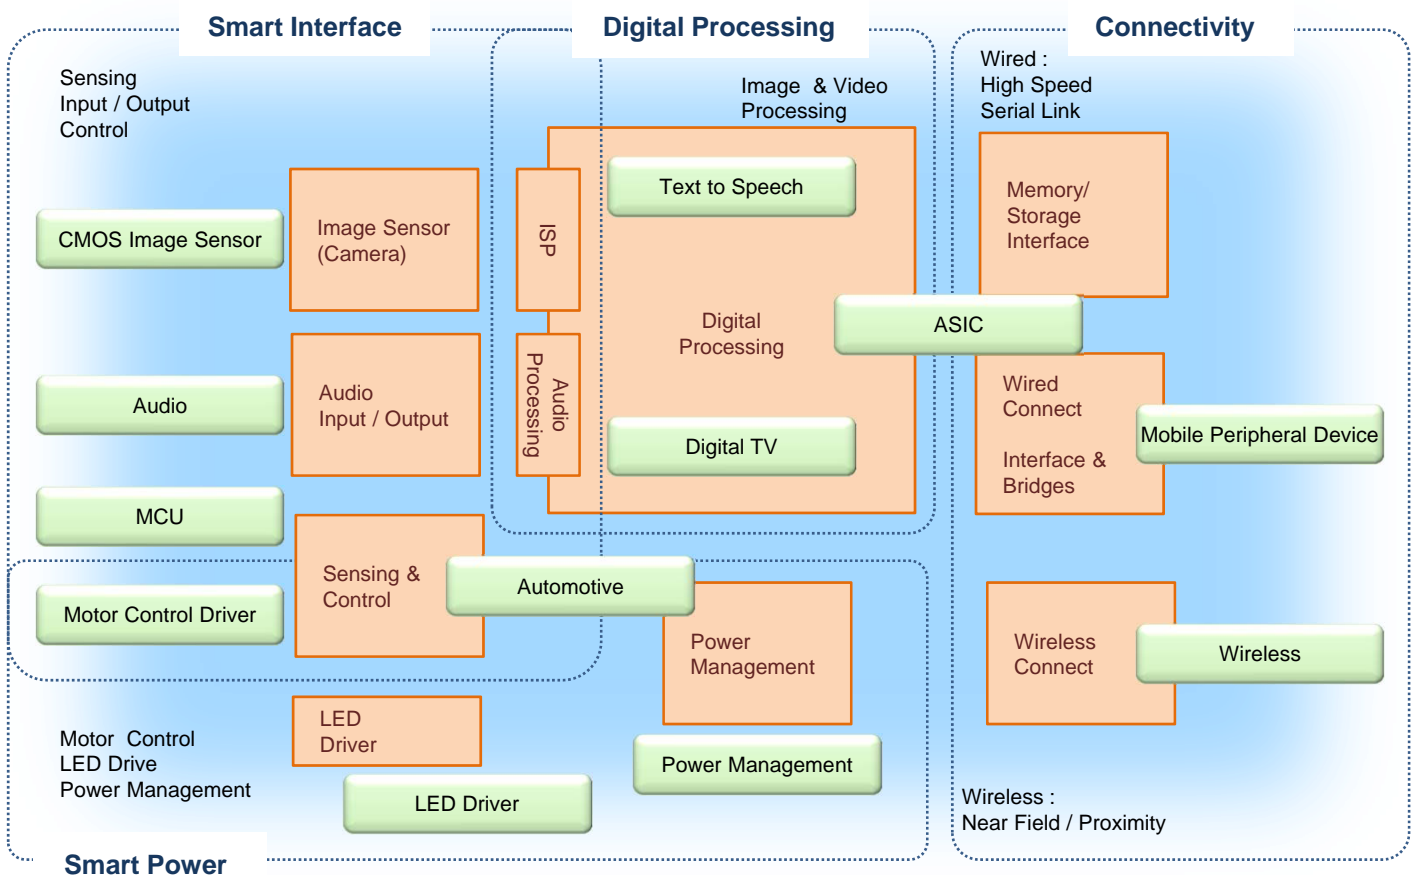 Smart Interface
Digital Processing
Connectivity
Sensing
Input / Output
Control
Image & Video
Processing
Wired :
High Speed
Serial Link
CMOS Image Sensor
Image Sensor
(Camera)
ISP
Text to Speech
Memory/
Storage
Interface
Digital
Processing
ASIC
Audio
Audio
Input / Output
Audio
Processing
Digital TV
Wired
Connect
Interface &
Bridges
Mobile Peripheral Device
MCU
Motor Control Driver
Sensing &
Control
Automotive
Power
Management
Wireless
Connect
Wireless
LED
Driver
Motor Control
LED Drive
Power Management
LED Driver
Power Management
Wireless :
Near Field / Proximity
Smart Power